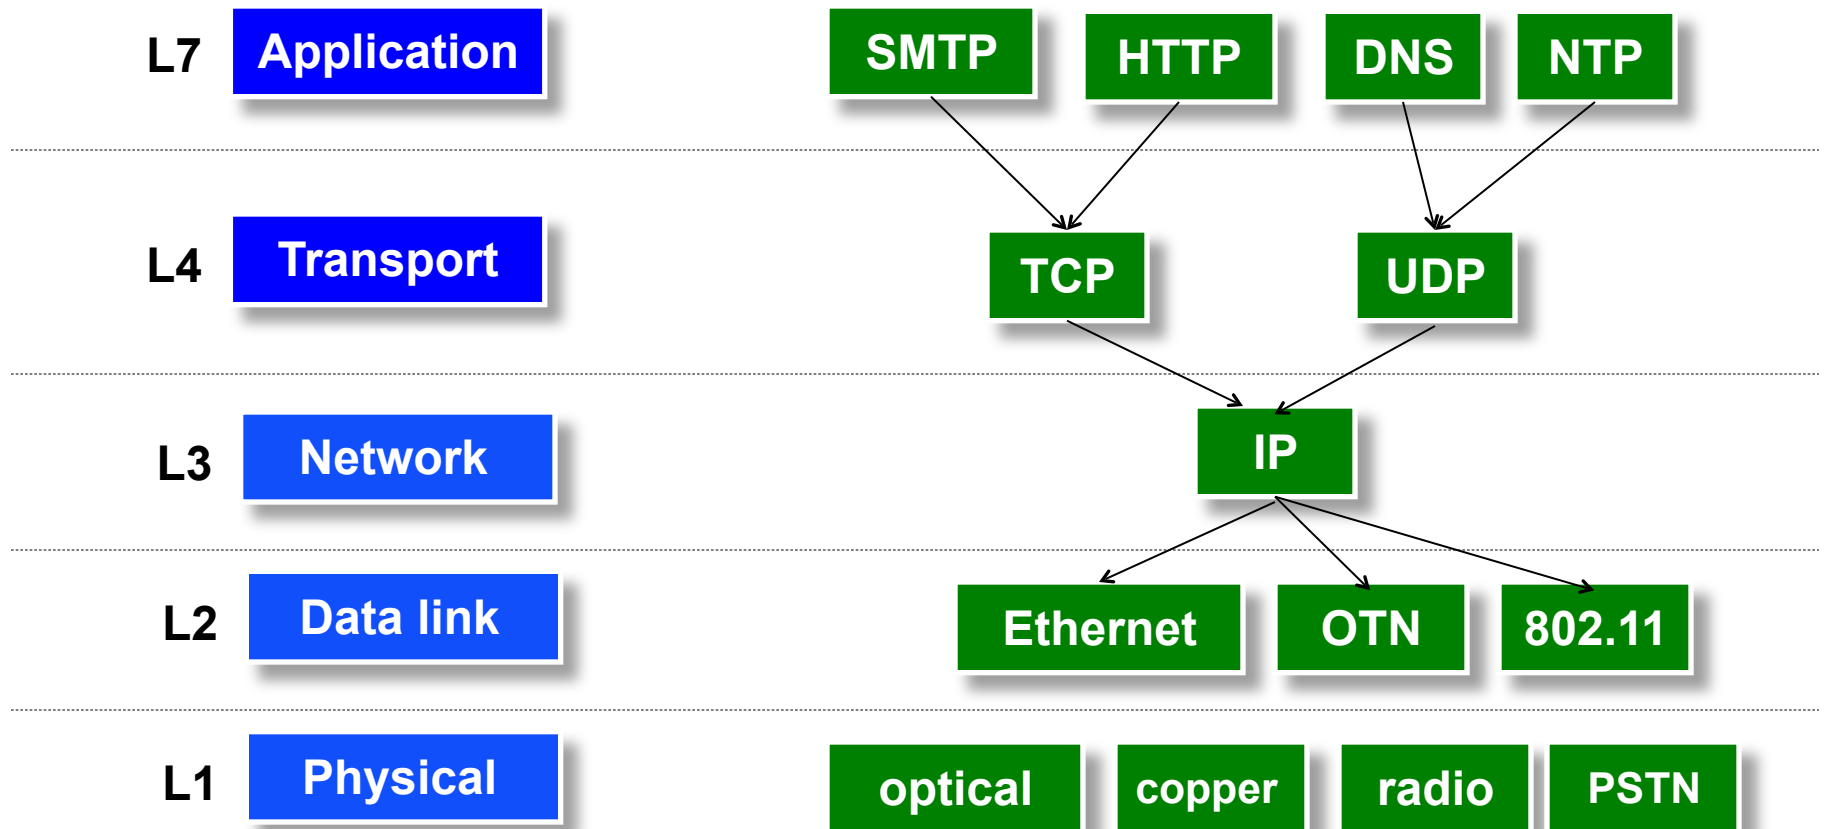 L7 Application SMTP HTTP DNS NTP
L4 Transport TCP UDP
L3 Network IP
L2 Data link Ethernet OTN 802.11
L1 Physical optical copper radio PSTN